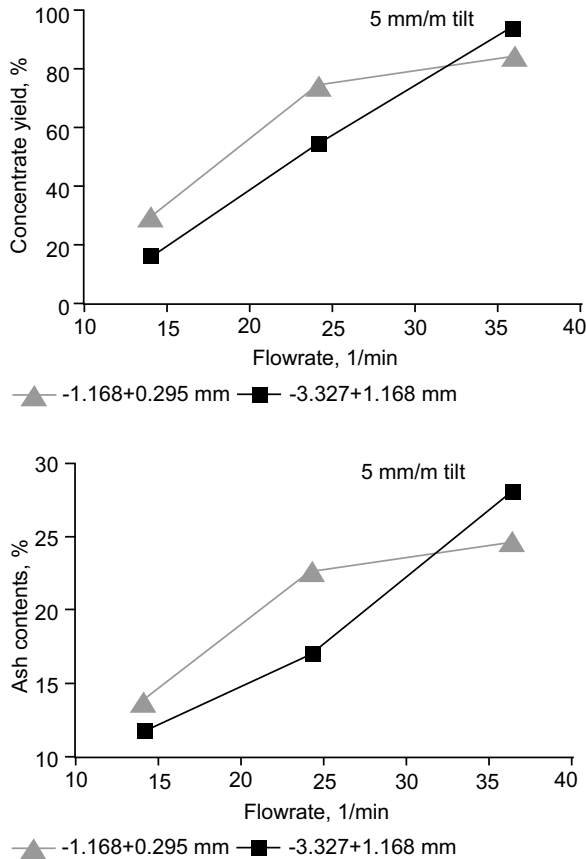 5 mm/m tilt
Concentrate yield, %
100
80
60
40
20
0
10 15 20 25 30 35 40
Flowrate, 1/min
-1.168+0.295 mm -3.327+1.168 mm
5 mm/m tilt
Ash contents, %
30
25
20
15
10
10 15 20 25 30 35 40
Flowrate, 1/min
-1.168+0.295 mm -3.327+1.168 mm